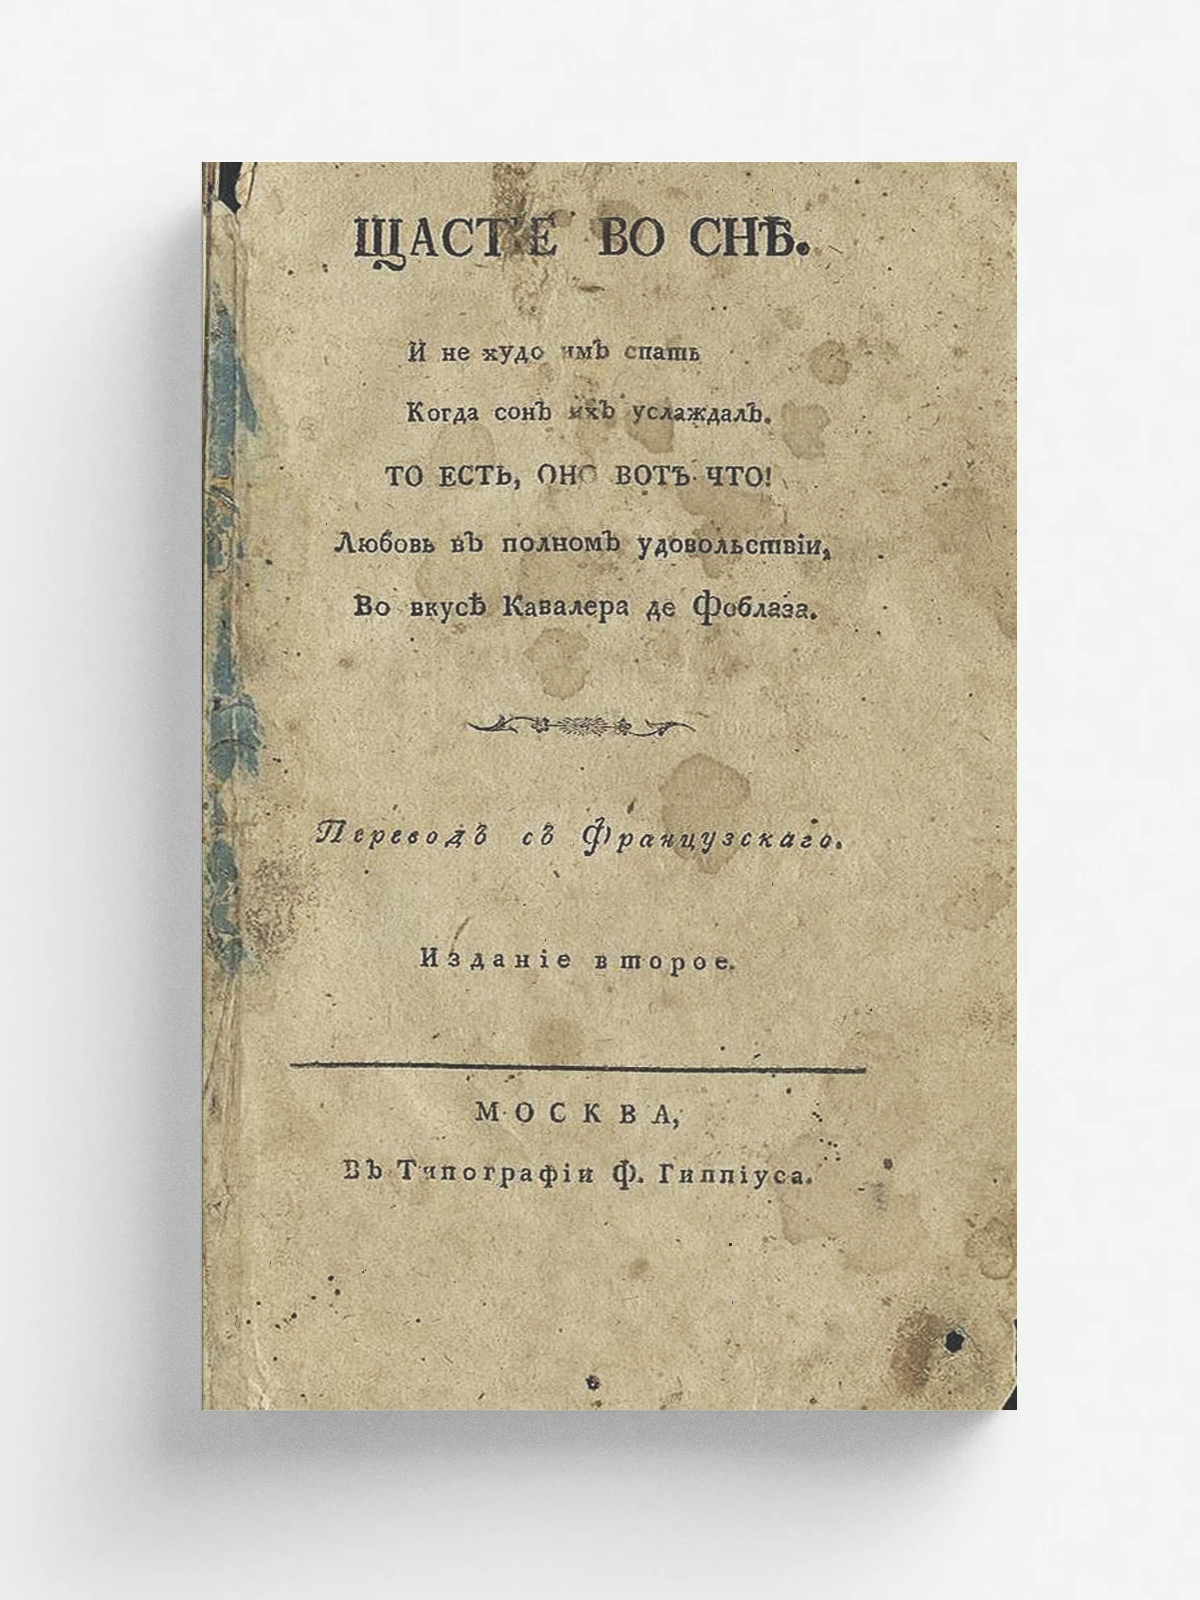 ЩАСТ'Е ВО СНѢ.
И не худо имъ спать
Когда сонъ ихъ услаждалъ.
ТО ЕСТЬ, ОНО ВОТЪ ЧТО!
Любовь въ полномъ удовольствіи,
Во вкусѣ Кавалера де Фоблаза.
Переводъ съ Французскаго.
Изданіе второе.
МОСКВА,
Въ Типографіи Ф. Гиппіуса.